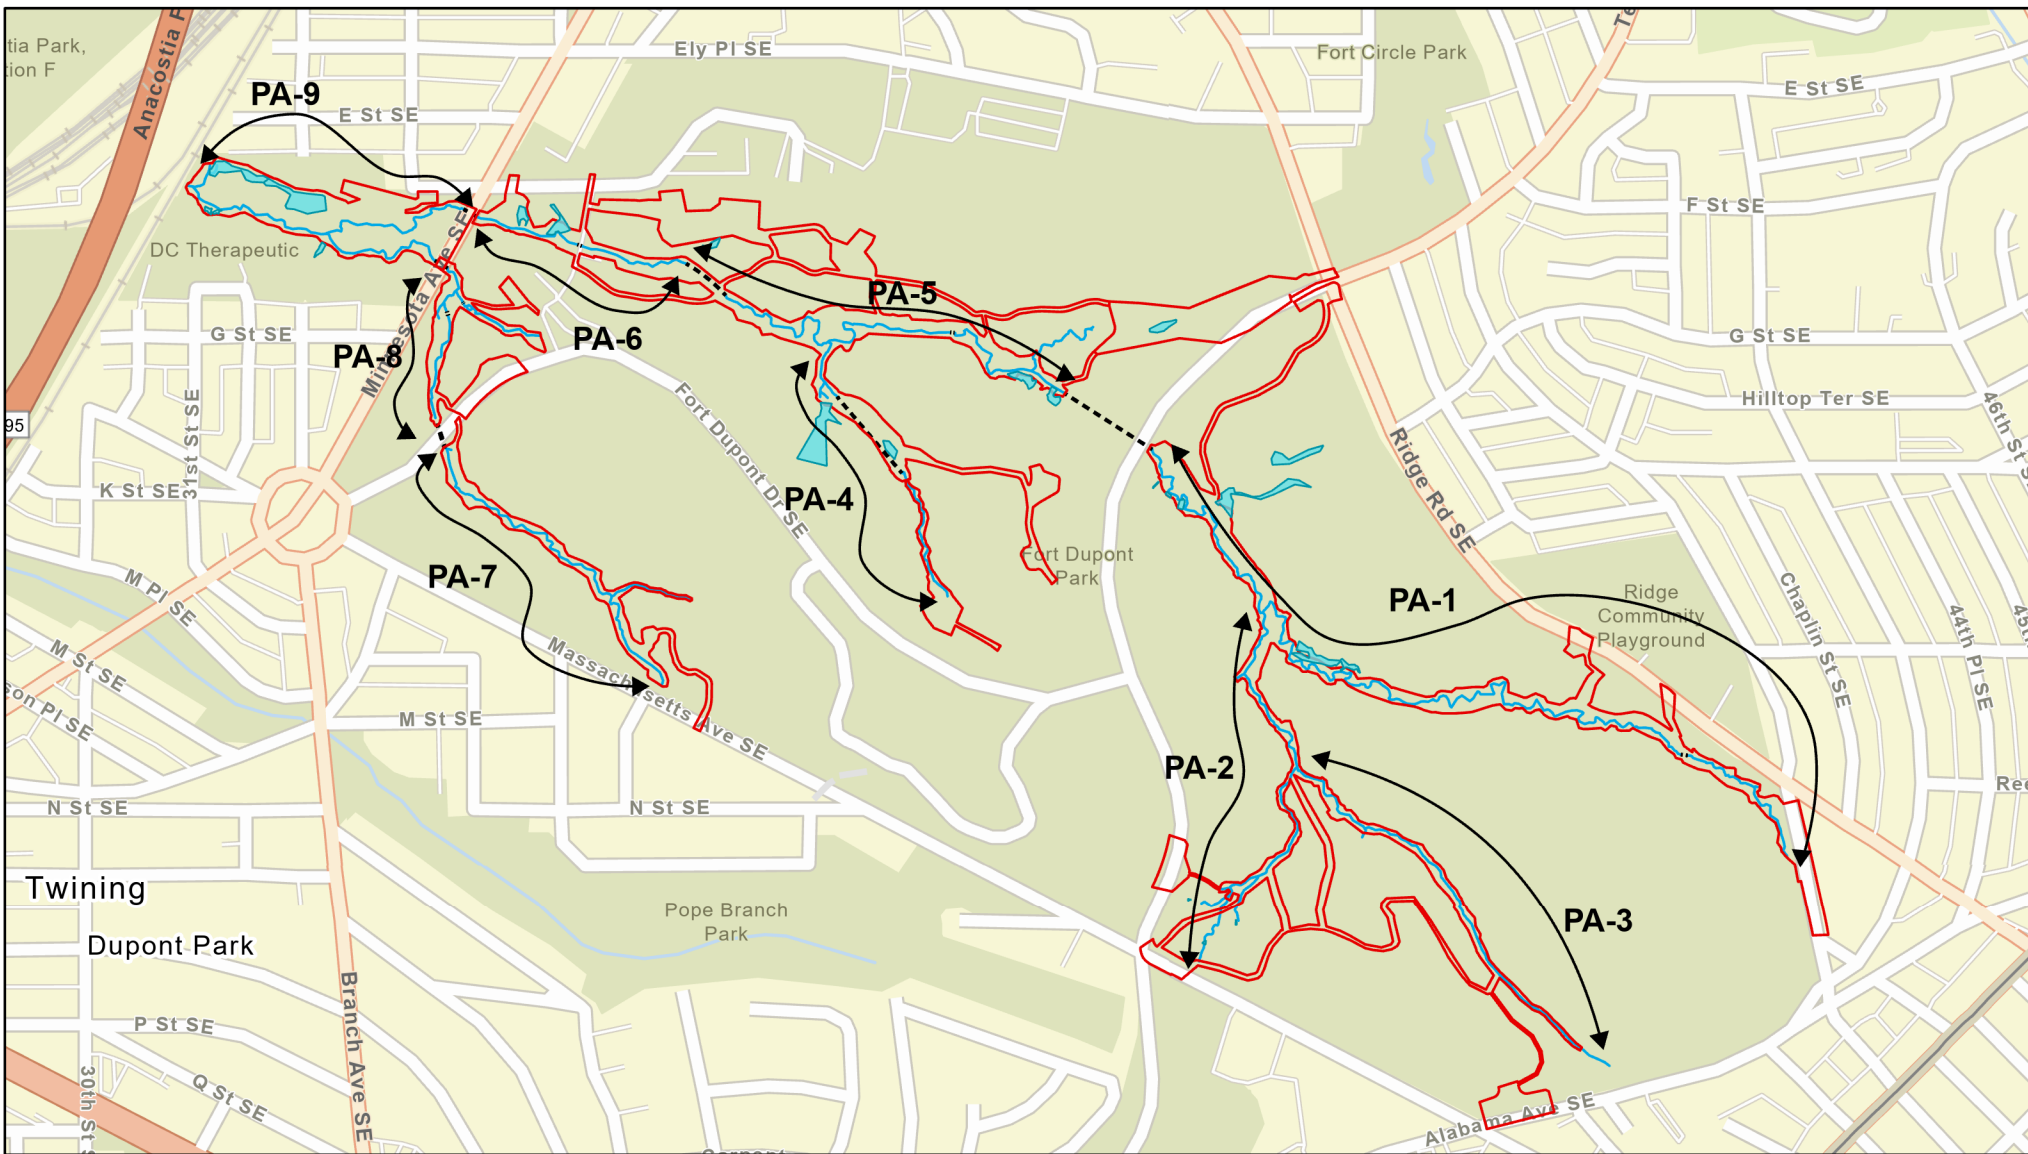 tia Park,
ion F
Anacostia F
Ely Pl SE
Fort Circle Park
Te
E St SE
PA-9
E St SE
F St SE
DC Therapeutic
Minnesota Ave SE
PA-5
G St SE
PA-8
PA-6
G St SE
Hilltop Ter SE
46th St S
95
31st St SE
Fort Dupont Dr SE
Ridge Rd SE
K St SE
PA-4
Fort Dupont
Park
M Pl SE
PA-7
PA-1
Ridge
Community
Playground
Chaplin St SE
44th Pl SE
45th
M St SE
son Pl SE
Massachusetts Ave SE
M St SE
PA-2
N St SE
N St SE
Ree
Twining
Dupont Park
Pope Branch
Park
PA-3
Branch Ave SE
P St SE
Q St SE
30th St S
Alabama Ave SE